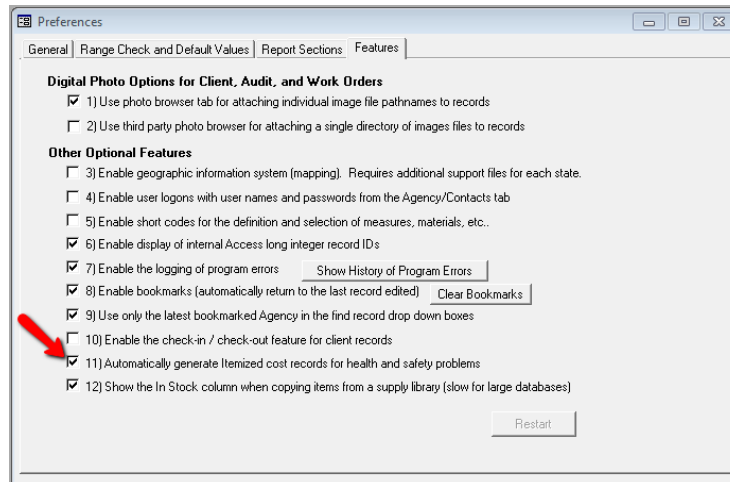 Preferences
General Range Check and Default Values Report Sections Features
Digital Photo Options for Client, Audit, and Work Orders
1) Use photo browser tab for attaching individual image file pathnames to records
2) Use third party photo browser for attaching a single directory of images files to records
Other Optional Features
3) Enable geographic information system (mapping). Requires additional support files for each state.
4) Enable user logons with user names and passwords from the Agency/Contacts tab
5) Enable short codes for the definition and selection of measures, materials, etc..
6) Enable display of internal Access long integer record IDs
7) Enable the logging of program errors Show History of Program Errors
8) Enable bookmarks (automatically return to the last record edited) Clear Bookmarks
9) Use only the latest bookmarked Agency in the find record drop down boxes
10) Enable the check-in / check-out feature for client records
11) Automatically generate Itemized cost records for health and safety problems
12) Show the In Stock column when copying items from a supply library (slow for large databases)
Restart